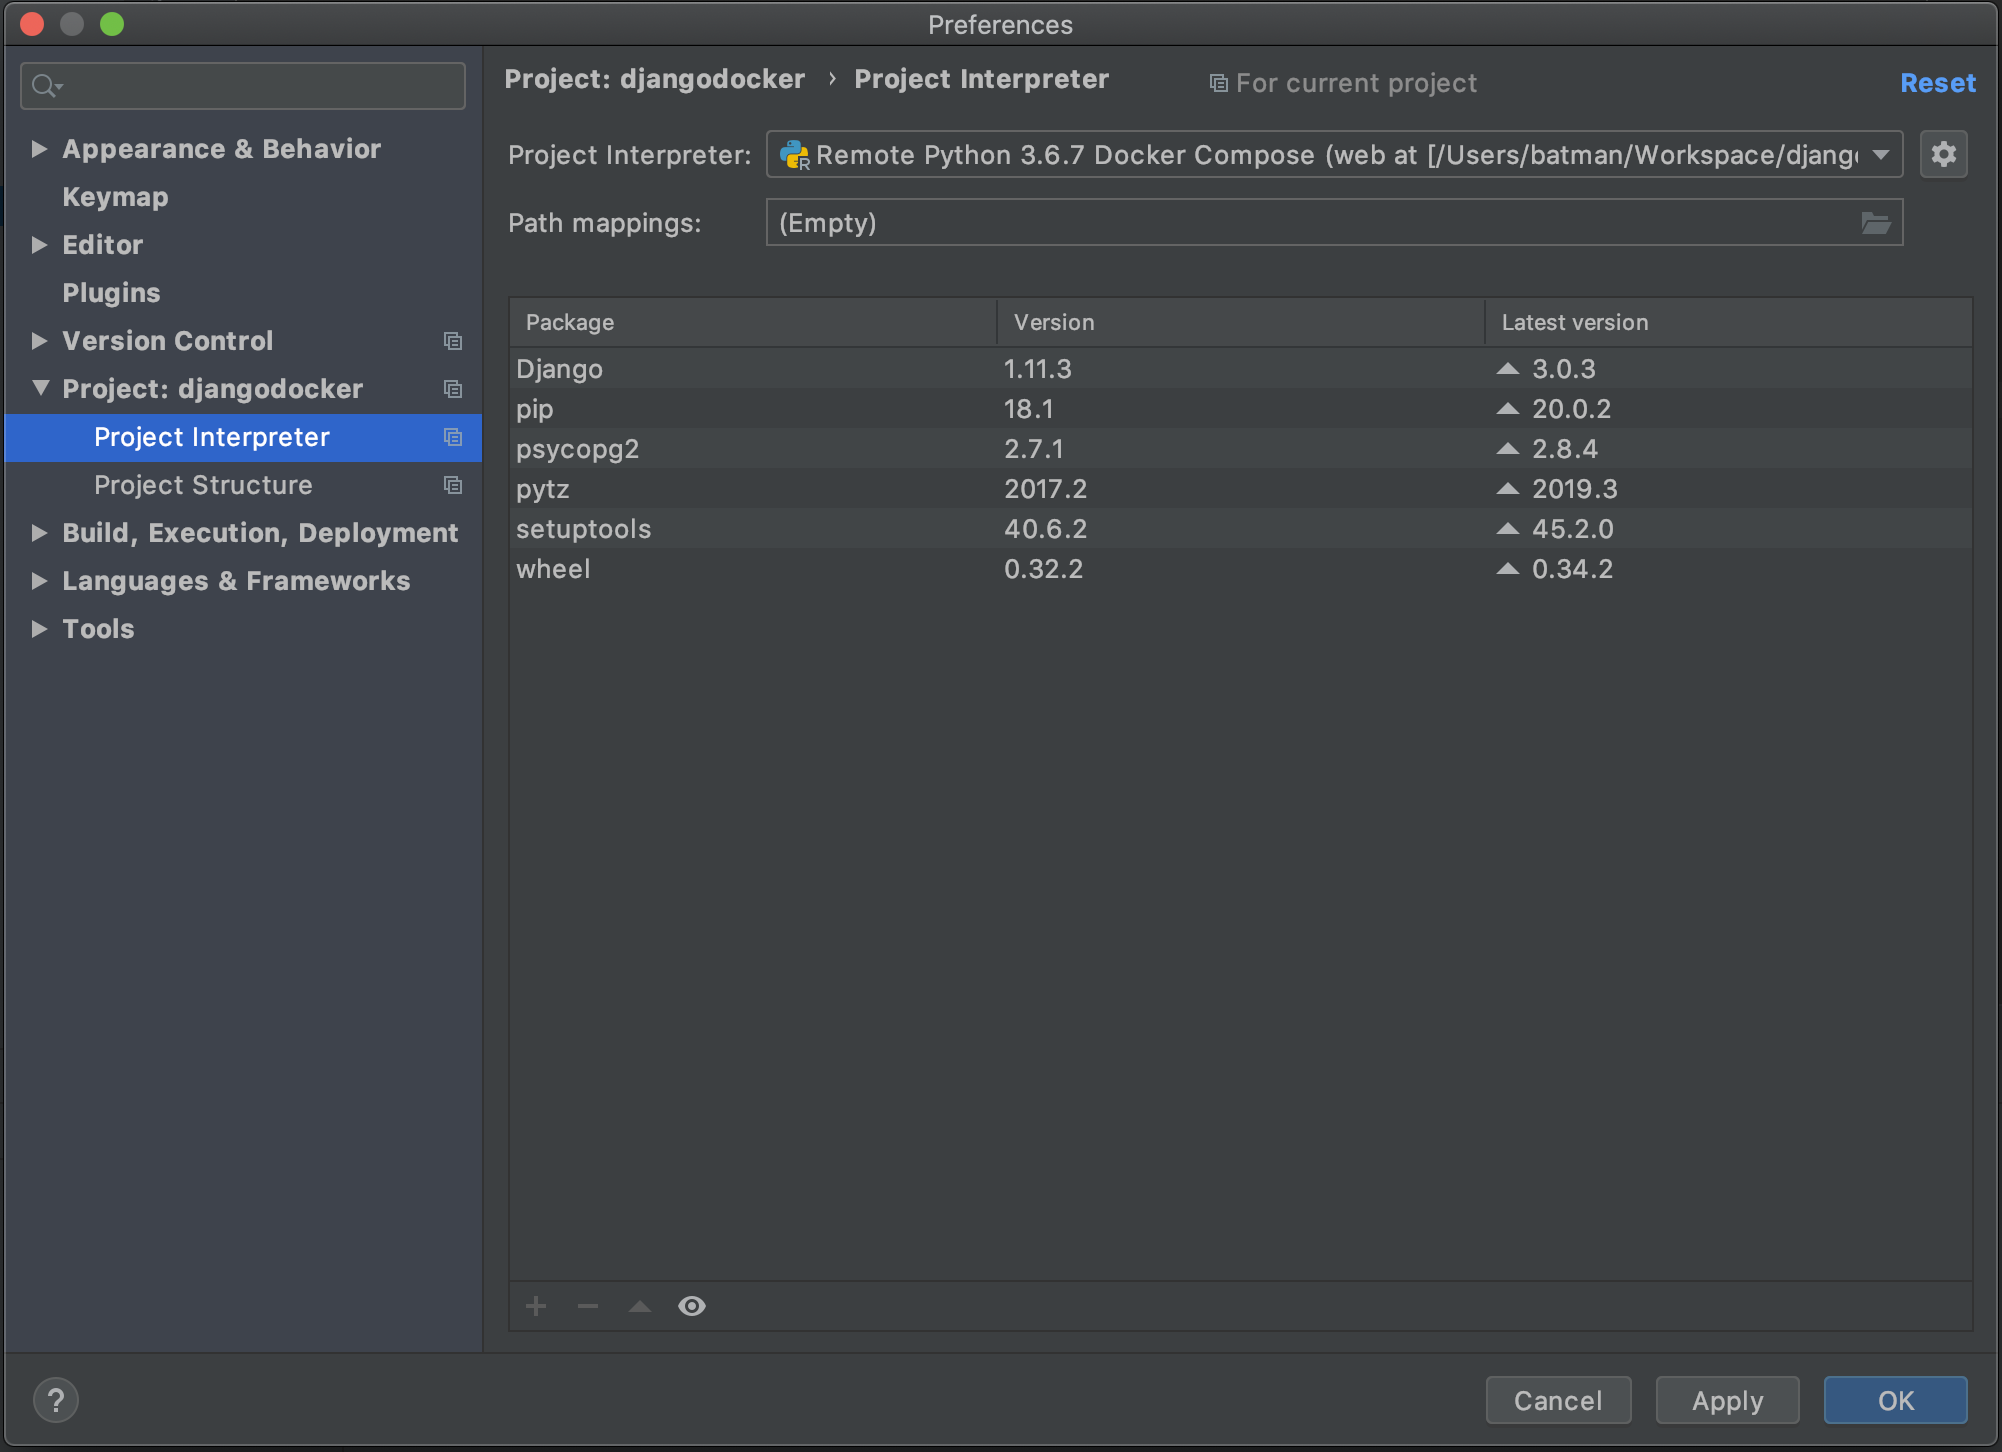 Preferences
Project: djangodocker › Project Interpreter
For current project
Reset
Appearance & Behavior
Keymap
Editor
Plugins
Version Control
Project: djangodocker
Project Interpreter
Project Structure
Build, Execution, Deployment
Languages & Frameworks
Tools
Project Interpreter: Remote Python 3.6.7 Docker Compose (web at [/Users/batman/Workspace/djang
Path mappings: (Empty)
Package Version Latest version
Django 1.11.3 3.0.3
pip 18.1 20.0.2
psycopg2 2.7.1 2.8.4
pytz 2017.2 2019.3
setuptools 40.6.2 45.2.0
wheel 0.32.2 0.34.2
?
Cancel Apply OK